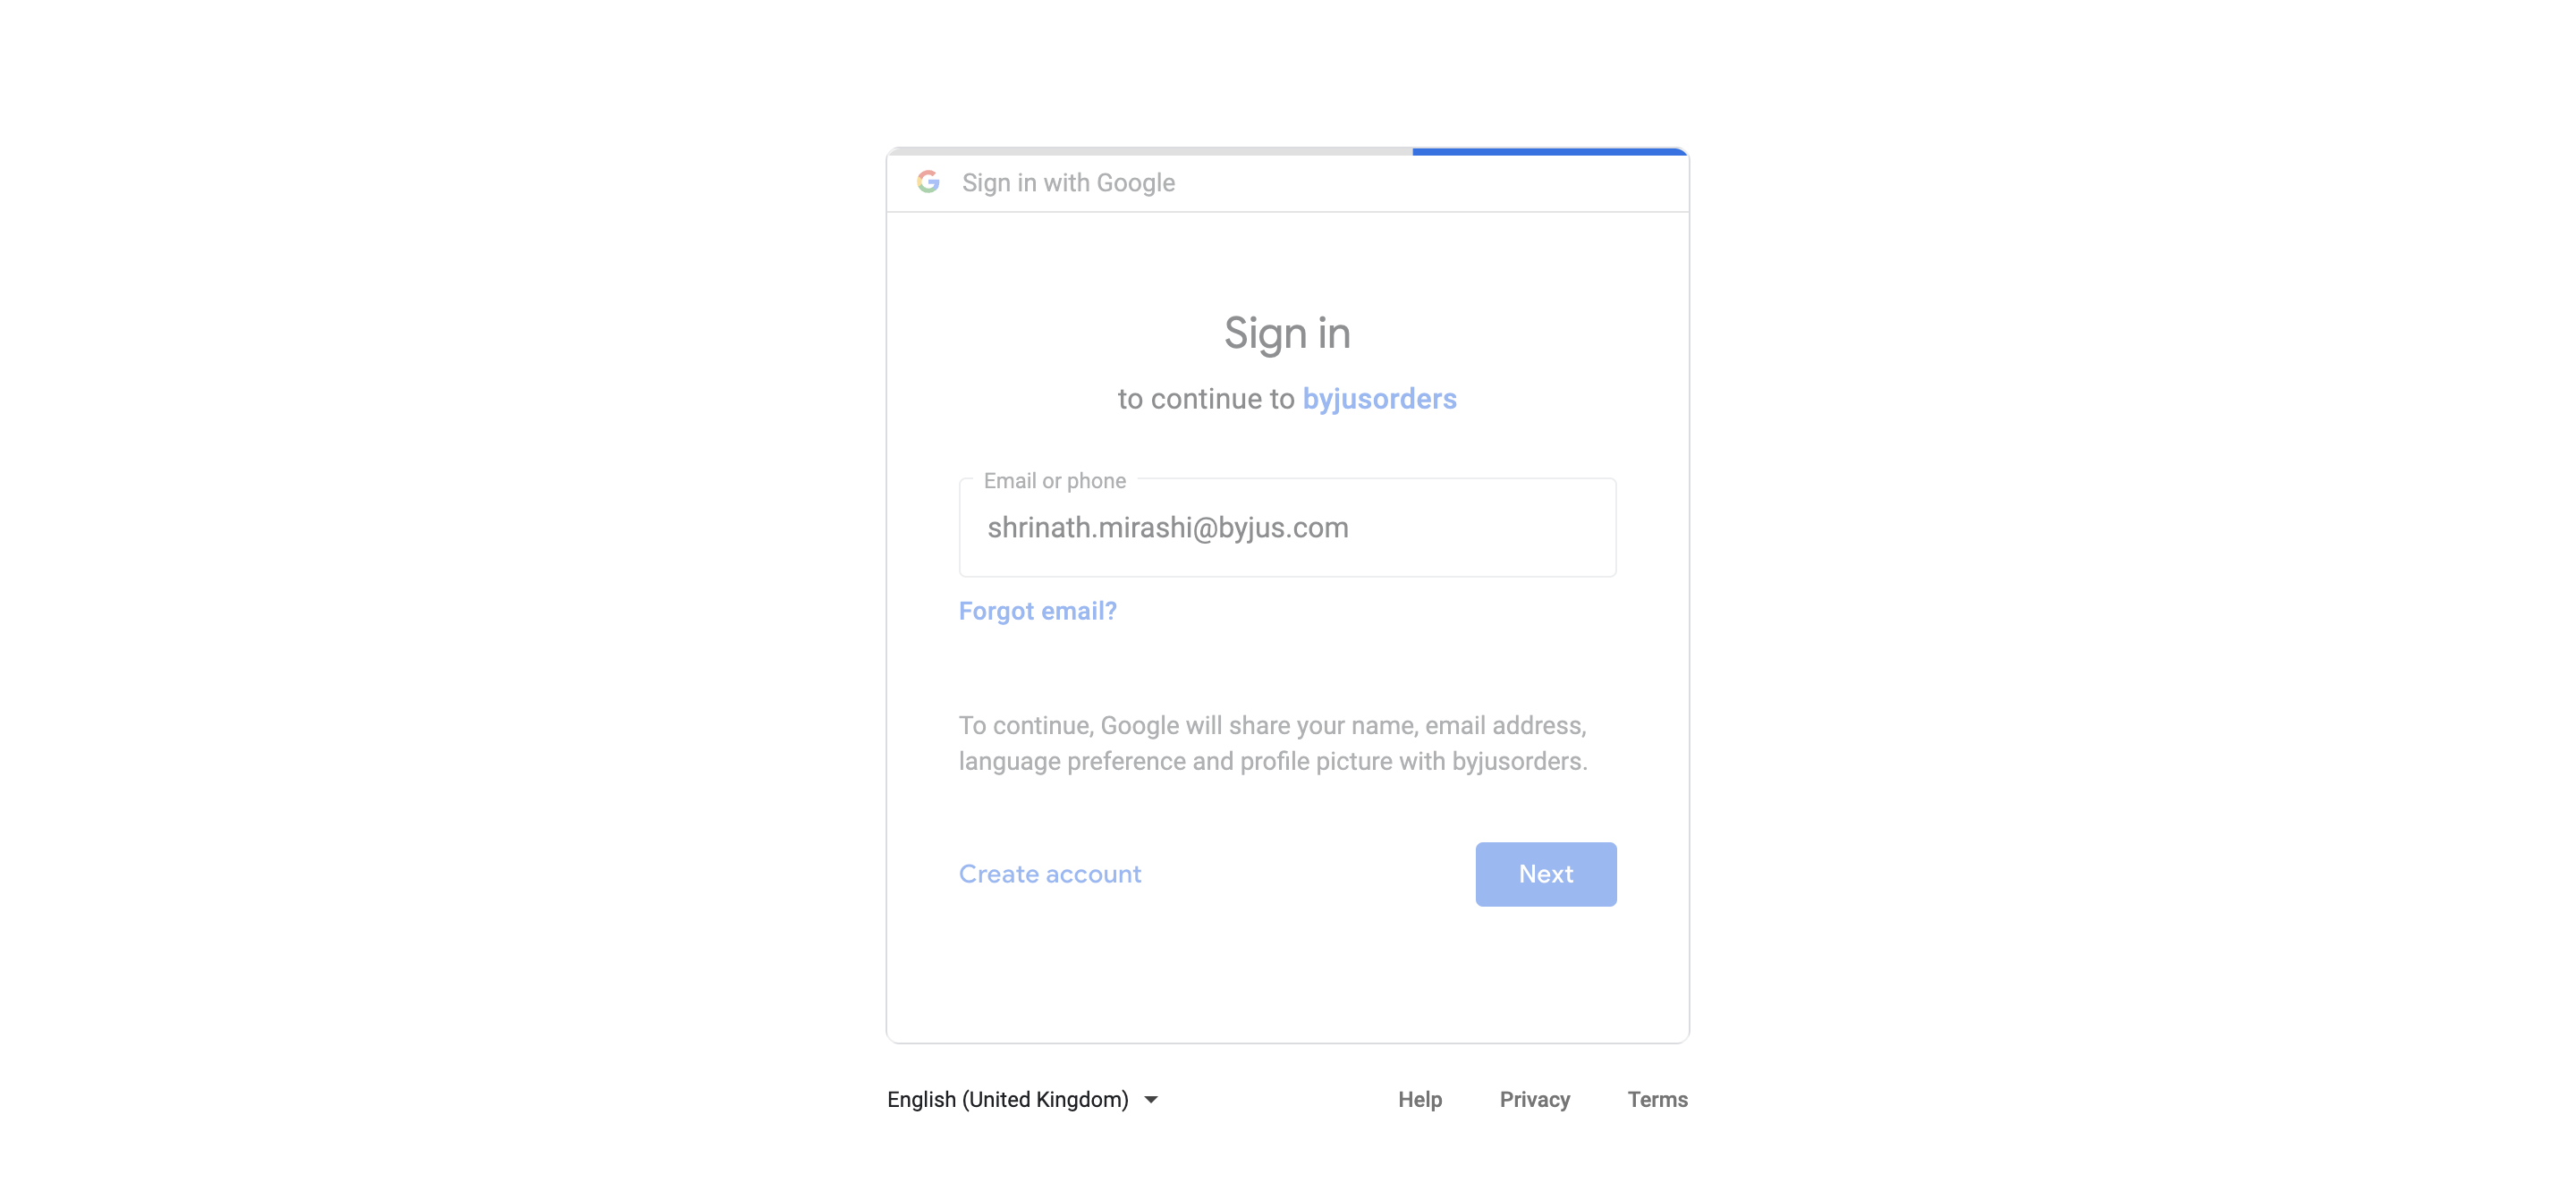 Sign in with Google
Sign in
to continue to byjusorders
Email or phone
shrinath.mirashi@byjus.com
Forgot email?
To continue, Google will share your name, email address,
language preference and profile picture with byjusorders.
Create account
Next
English (United Kingdom)
Help
Privacy
Terms